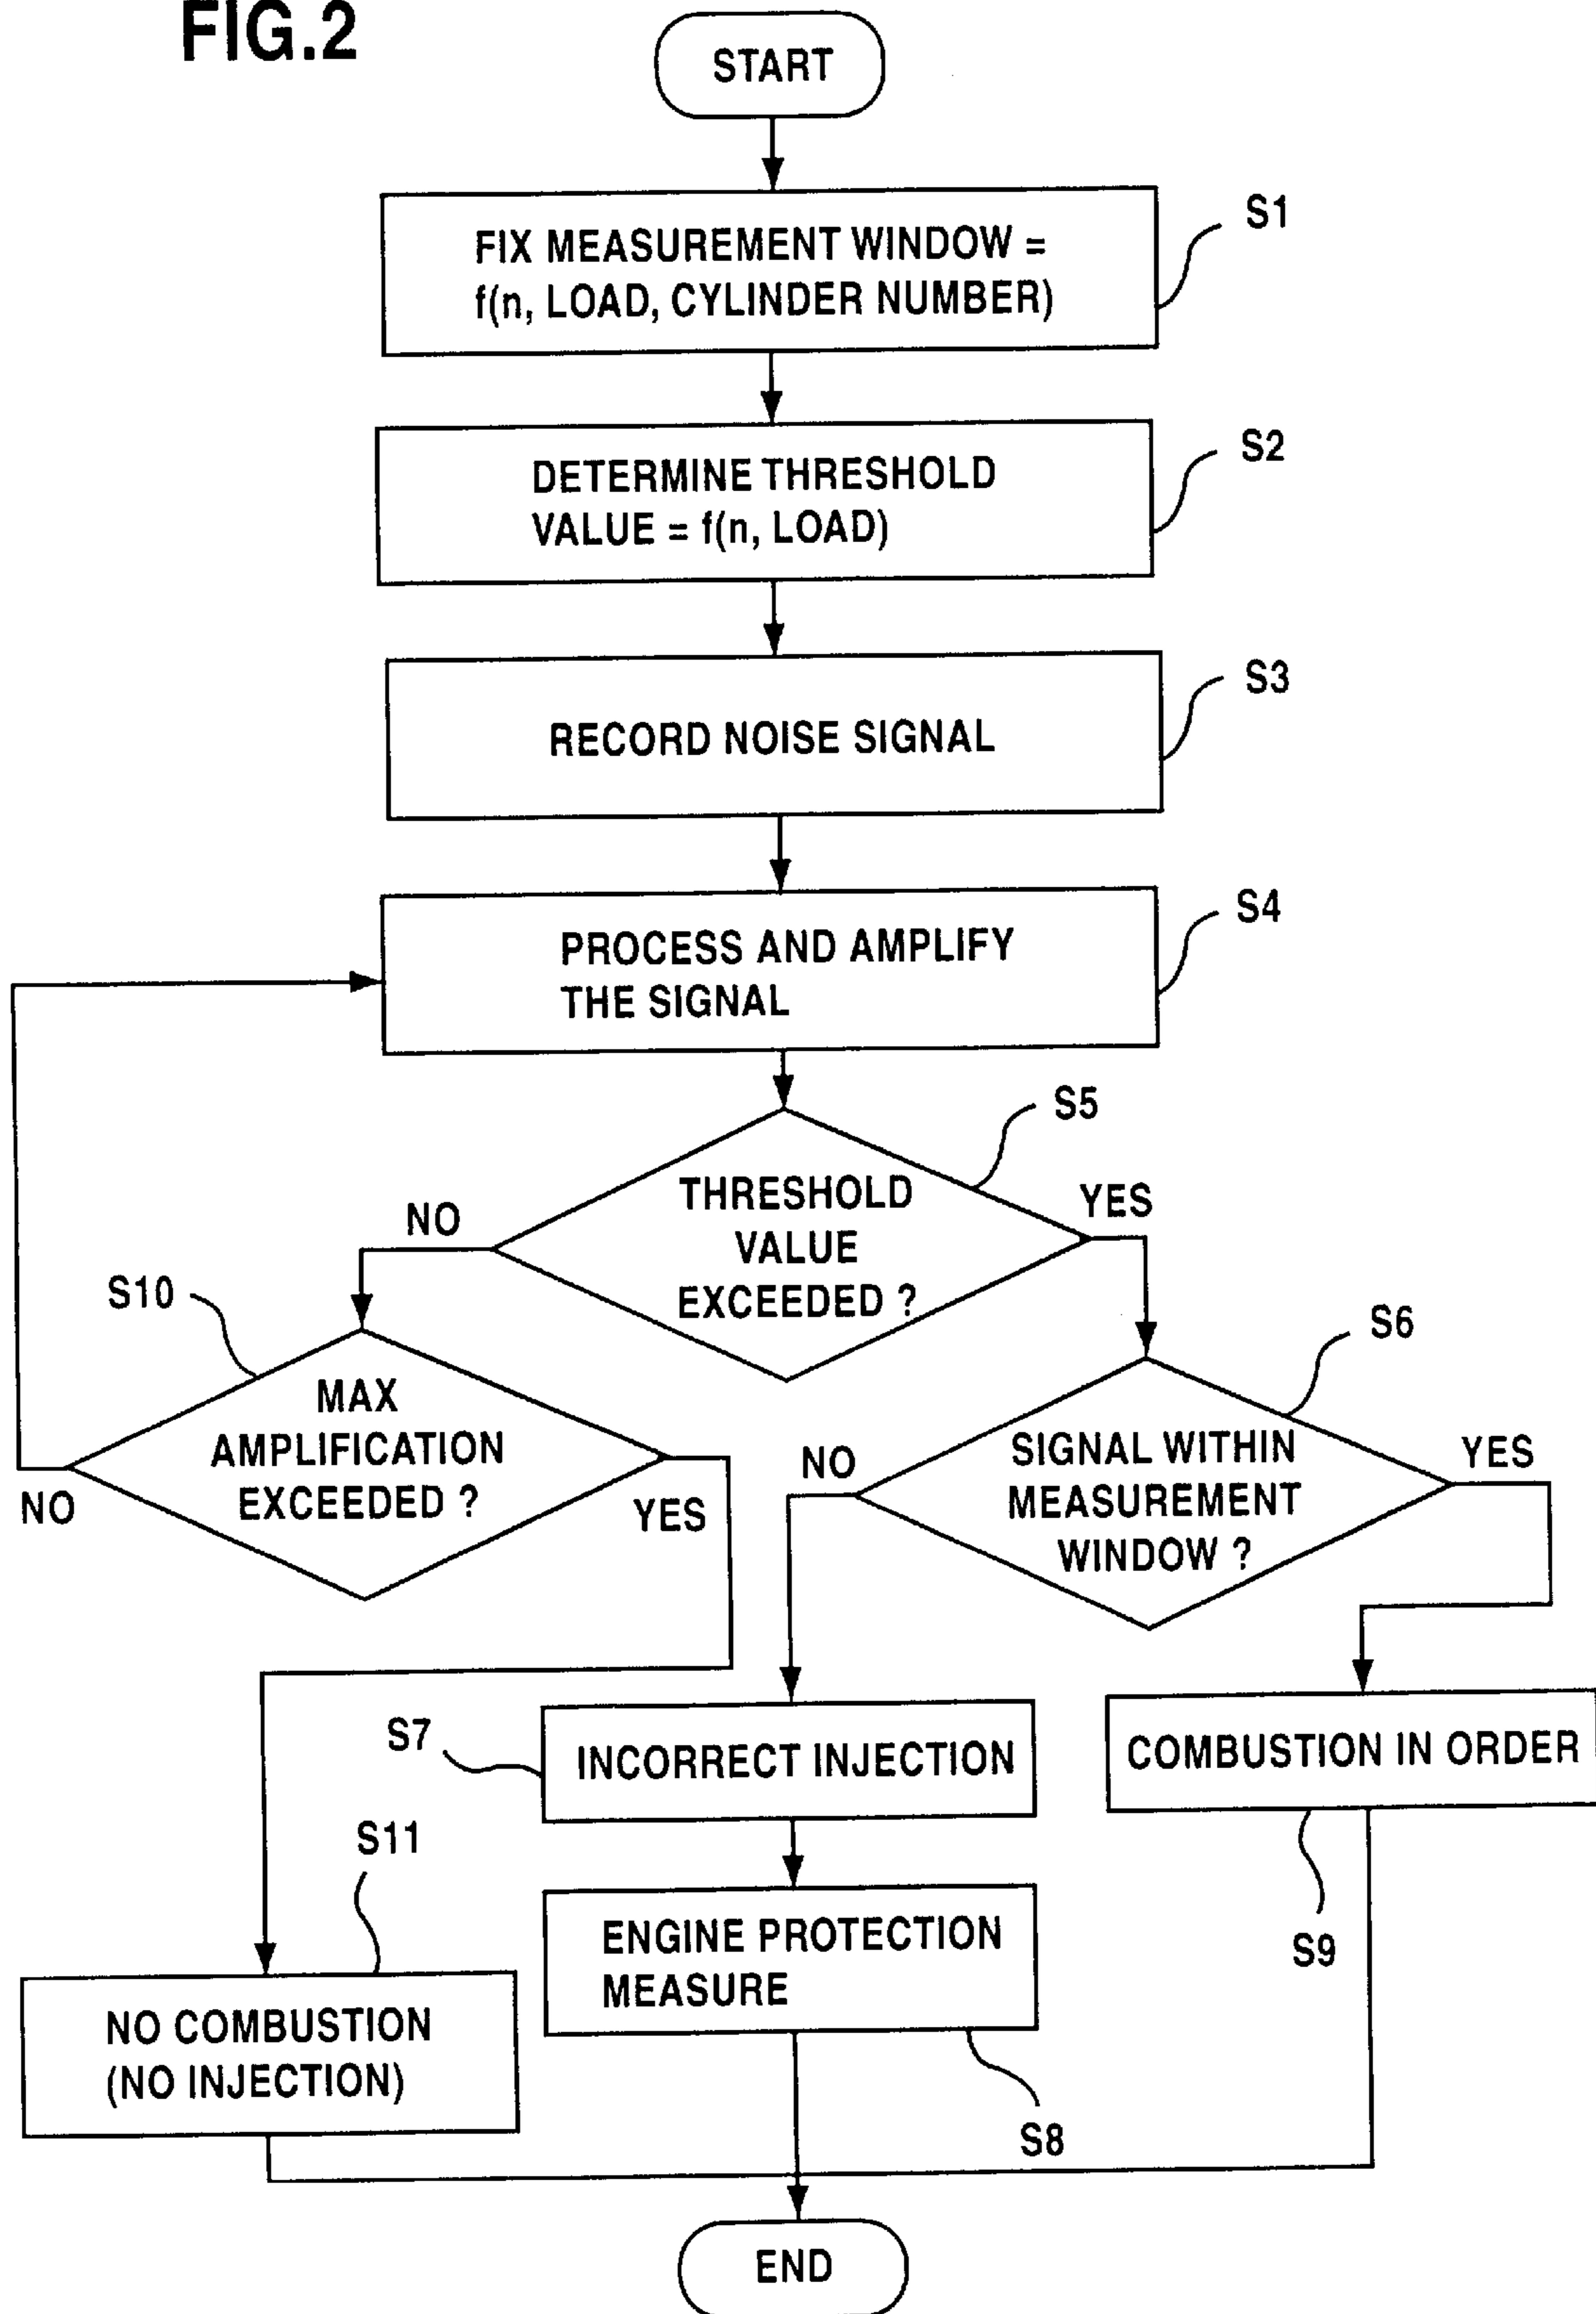 FIG.2
START
FIX MEASUREMENT WINDOW =
f(n, LOAD, CYLINDER NUMBER)
S1
DETERMINE THRESHOLD
VALUE = f(n, LOAD)
S2
RECORD NOISE SIGNAL
S3
PROCESS AND AMPLIFY
THE SIGNAL
S4
S5
THRESHOLD
VALUE
EXCEEDED ?
NO
YES
S10
MAX
AMPLIFICATION
EXCEEDED ?
NO
YES
S6
SIGNAL WITHIN
MEASUREMENT
WINDOW ?
NO
YES
S7
INCORRECT INJECTION
COMBUSTION IN ORDER
S9
S11
NO COMBUSTION
(NO INJECTION)
ENGINE PROTECTION
MEASURE
S8
END